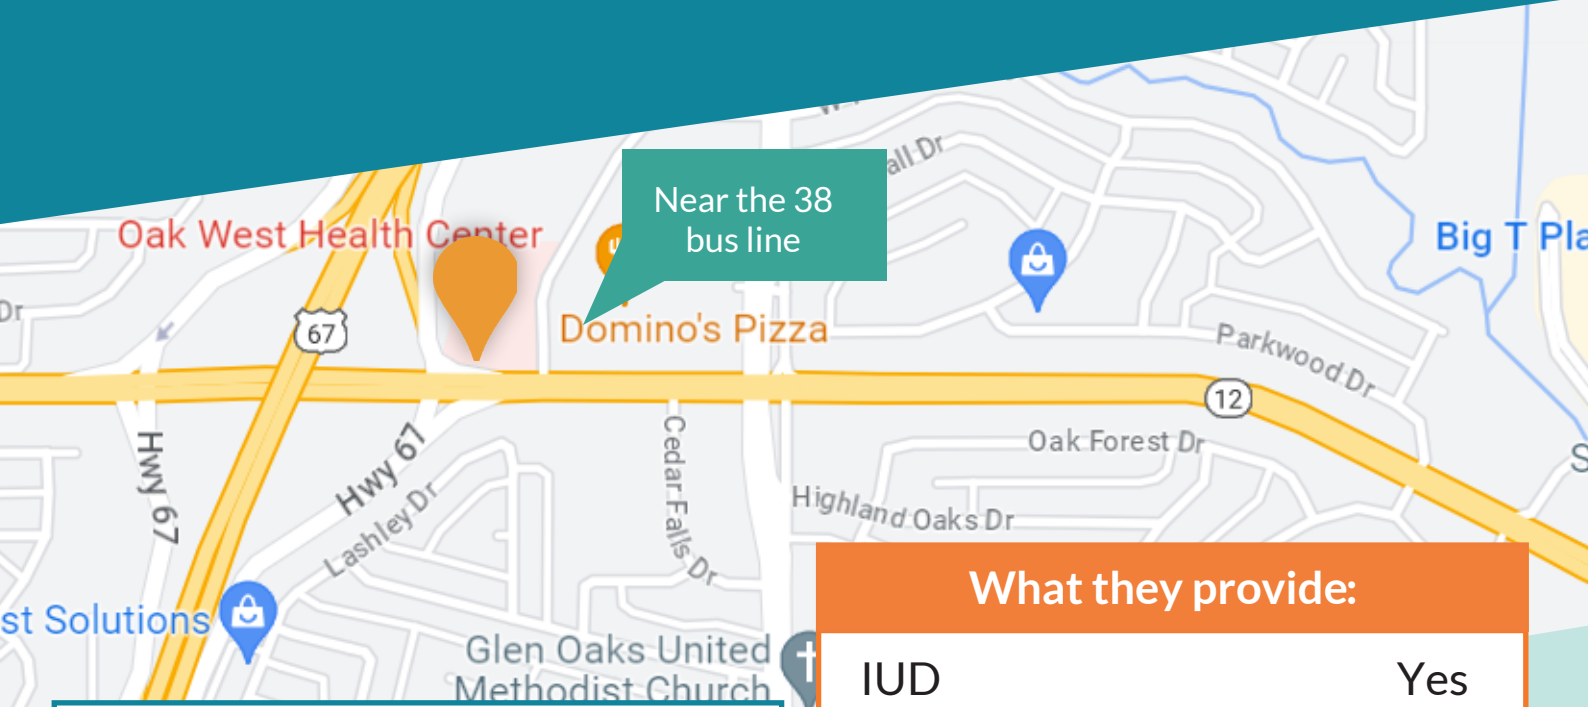 all Dr
Near the 38
bus line
Oak West Health Center
Big T Pla
Dr
67
Domino's Pizza
Parkwood Dr
12
Hwy 67
Hwy 67
Cedar Falls Dr
Oak Forest Dr
Lashley Dr
Highland Oaks Dr
S
What they provide:
st Solutions
Glen Oaks United
Methodist Church
IUD Yes